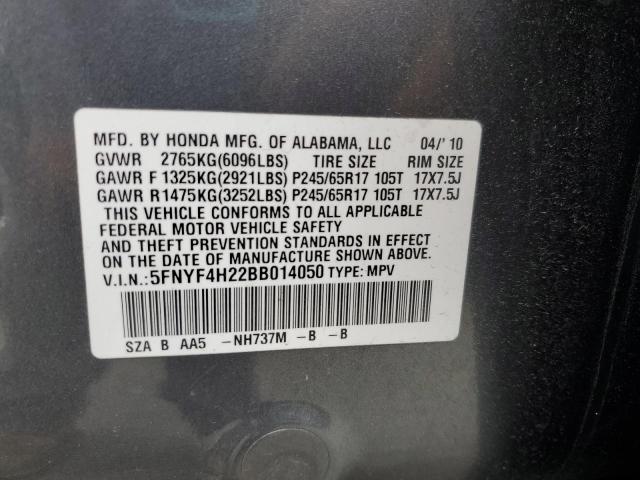 MFD. BY HONDA MFG. OF ALABAMA, LLC 04/' 10
GVWR 2765KG(6096LBS) TIRE SIZE RIM SIZE
GAWR F 1325KG(2921LBS) P245/65R17 105T 17X7.5J
GAWR R1475KG(3252LBS) P245/65R17 105T 17X7.5J
THIS VEHICLE CONFORMS TO ALL APPLICABLE
FEDERAL MOTOR VEHICLE SAFETY
AND THEFT PREVENTION STANDARDS IN EFFECT
ON THE DATE OF MANUFACTURE SHOWN ABOVE.
V.I.N.:5FNYF4H22BB014050 TYPE: MPV
SZA B AA5 -NH737M -B -B